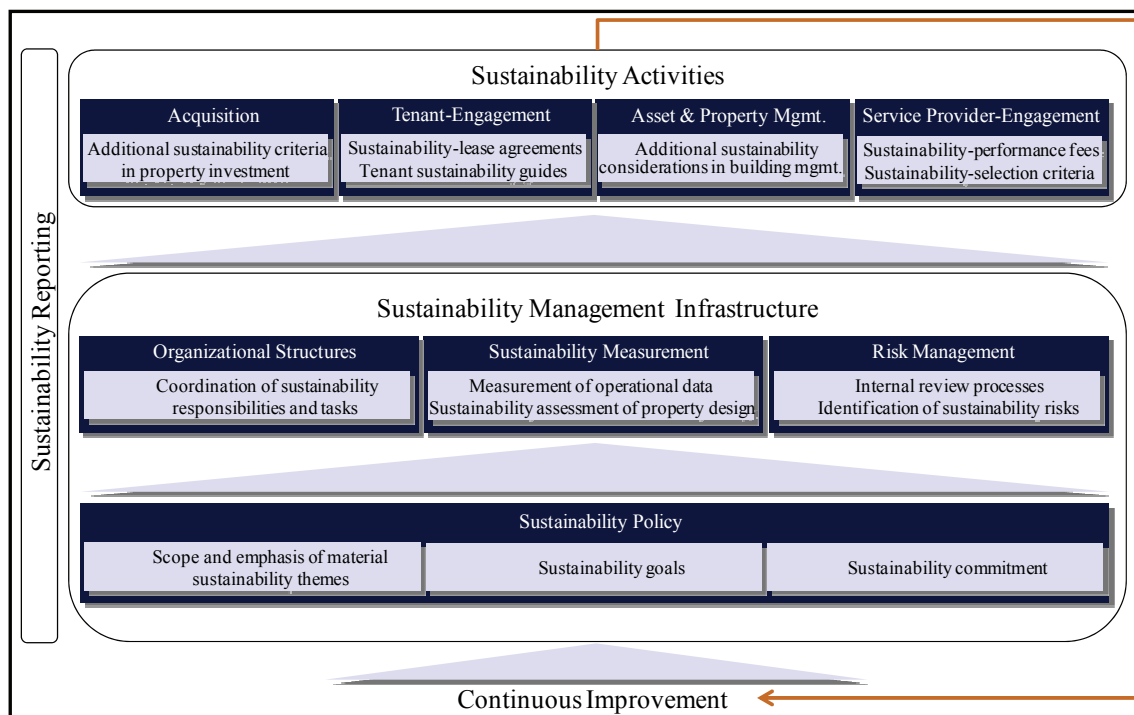 Sustainability Reporting
Sustainability Activities
Acquisition
Additional sustainability criteria
in property investment
Tenant-Engagement
Sustainability-lease agreements
Tenant sustainability guides
Asset & Property Mgmt.
Additional sustainability
considerations in building mgmt.
Service Provider-Engagement
Sustainability-performance fees
Sustainability-selection criteria
Sustainability Management Infrastructure
Organizational Structures
Coordination of sustainability
responsibilities and tasks
Sustainability Measurement
Measurement of operational data
Sustainability assessment of property design
Risk Management
Internal review processes
Identification of sustainability risks
Sustainability Policy
Scope and emphasis of material
sustainability themes
Sustainability goals
Sustainability commitment
Continuous Improvement